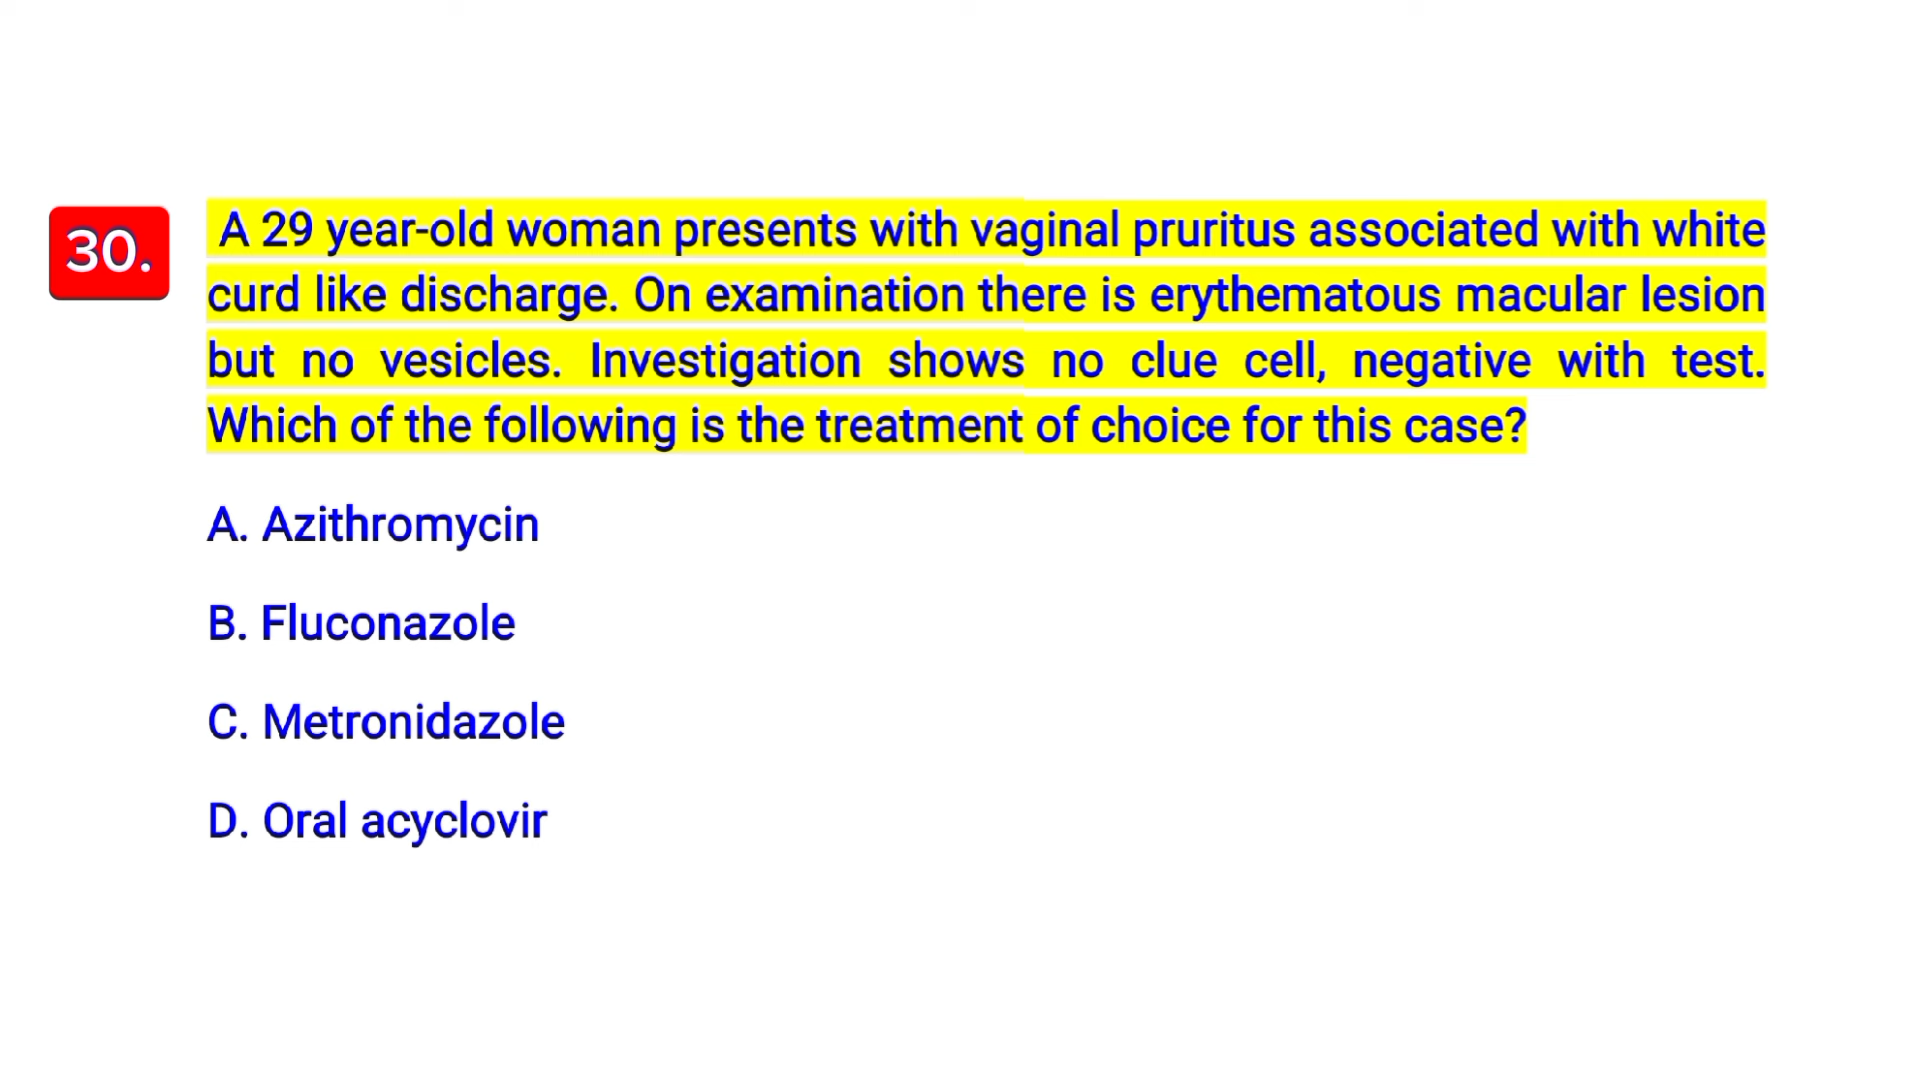 30.
A 29 year-old woman presents with vaginal pruritus associated with white
curd like discharge. On examination there is erythematous macular lesion
but no vesicles. Investigation shows no clue cell, negative with test.
Which of the following is the treatment of choice for this case?
A. Azithromycin
B. Fluconazole
C. Metronidazole
D. Oral acyclovir